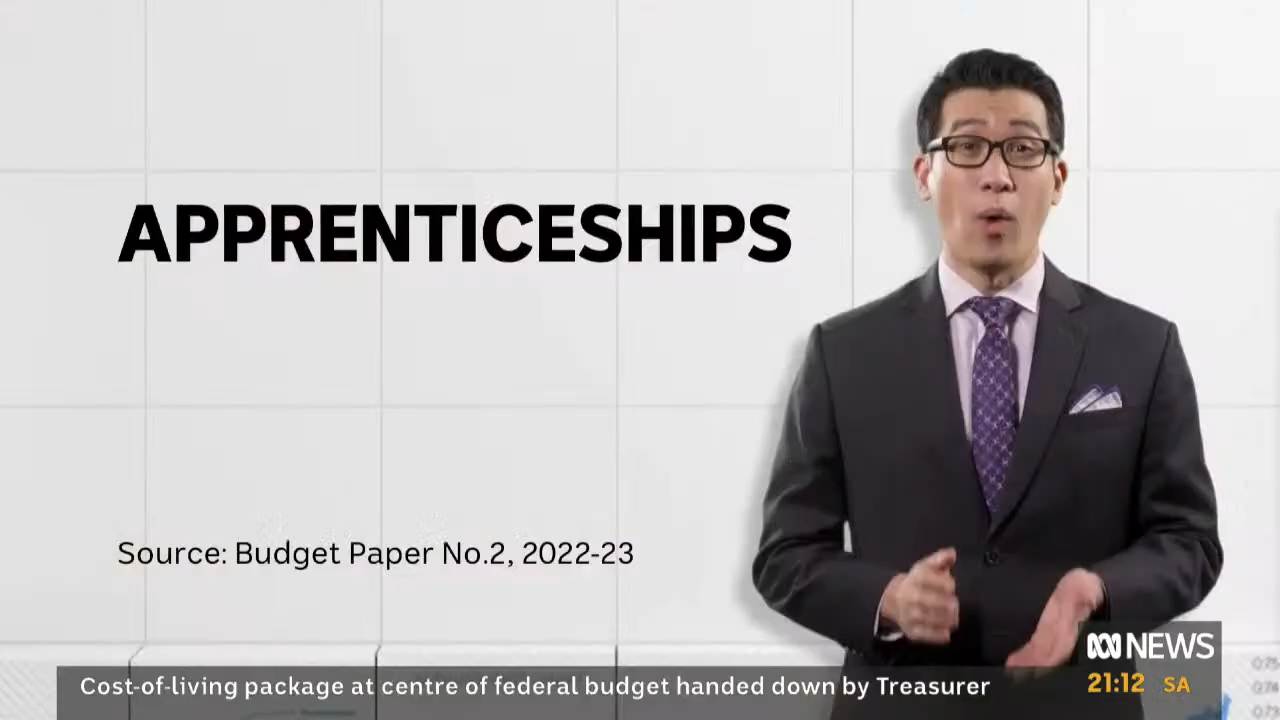 APPRENTICESHIPS
Source: Budget Paper No.2, 2022-23
NEWS
Cost-of-living package at centre of federal budget handed down by Treasurer
21:12 SA